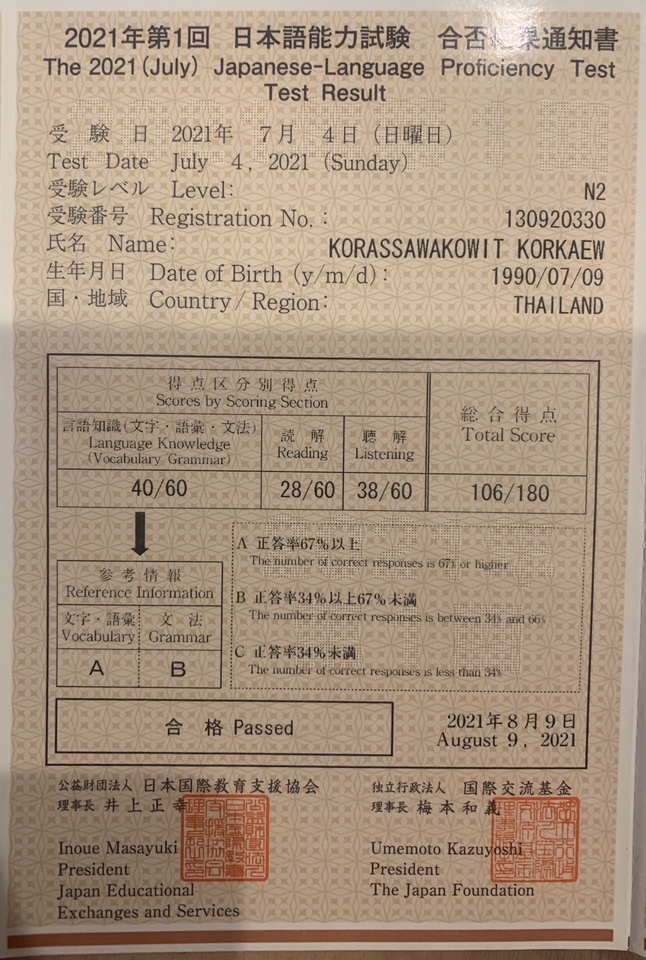 2021年第1回 日本語能力試験 合否結果通知書
The 2021(July) Japanese-Language Proficiency Test
Test Result
受 験 日 2021年 7月 4日（日曜日）
Test Date July 4, 2021 (Sunday)
受験レベル Level: N2
受験番号 Registration No.: 130920330
氏名 Name: KORASSAWAKOWIT KORKAEW
生年月日 Date of Birth (y/m/d): 1990/07/09
国・地域 Country/Region: THAILAND
得点区分別得点
Scores by Scoring Section
総合得点
Total Score
言語知識(文字・語彙・文法)
Language Knowledge
(Vocabulary Grammar)
読 解
Reading
聴 解
Listening
40/60 28/60 38/60 106/180
参考情報
Reference Information
文字・語彙
Vocabulary
文 法
Grammar
A B
A 正答率67%以上
The number of correct responses is 67% or higher
B 正答率34%以上67%未満
The number of correct responses is between 34% and 66%
C 正答率34%未満
The number of correct responses is less than 34%
合 格 Passed
2021年8月9日
August 9, 2021
公益財団法人 日本国際教育支援協会
理事長 井上正幸
Inoue Masayuki
President
Japan Educational
Exchanges and Services
独立行政法人 国際交流基金
理事長 梅本和義
Umemoto Kazuyoshi
President
The Japan Foundation